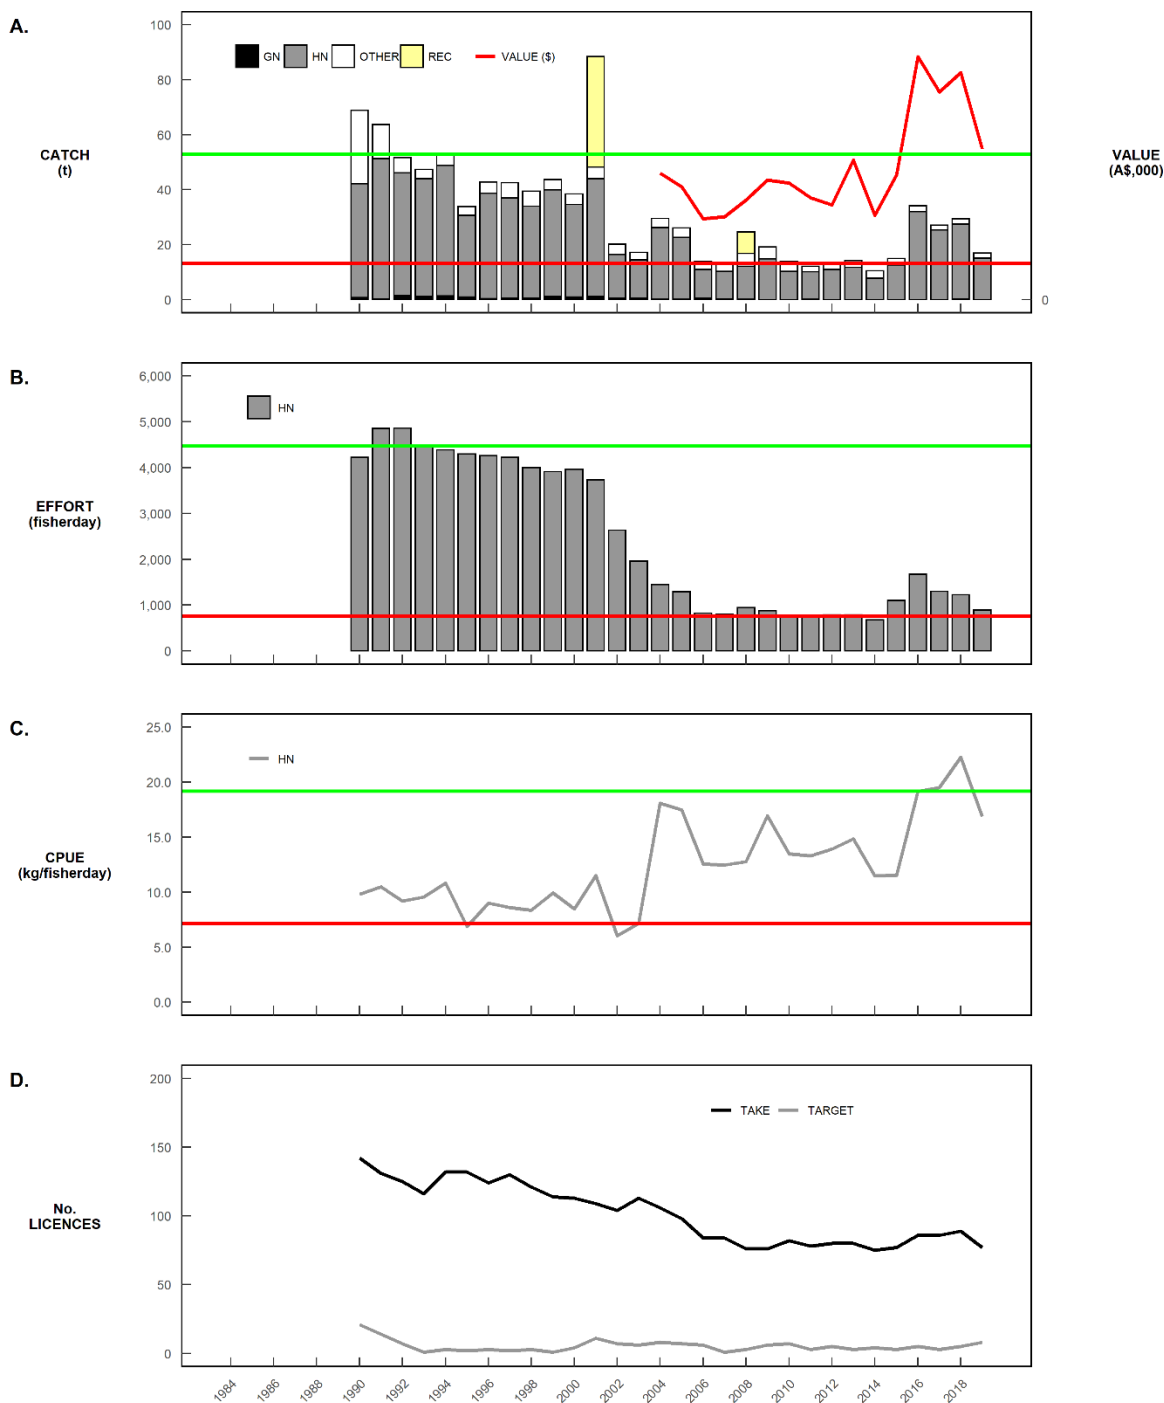 A.
100
80
60
40
20
0
CATCH
(t)
GN HN OTHER REC VALUE ($)
VALUE
(A$,000)
0
B.
6,000
5,000
4,000
3,000
2,000
1,000
0
EFFORT
(fisherday)
HN
C.
25.0
20.0
15.0
10.0
5.0
0.0
CPUE
(kg/fisherday)
HN
D.
200
150
100
50
0
No.
LICENCES
TAKE TARGET
1984 1986 1988 1990 1992 1994 1996 1998 2000 2002 2004 2006 2008 2010 2012 2014 2016 2018